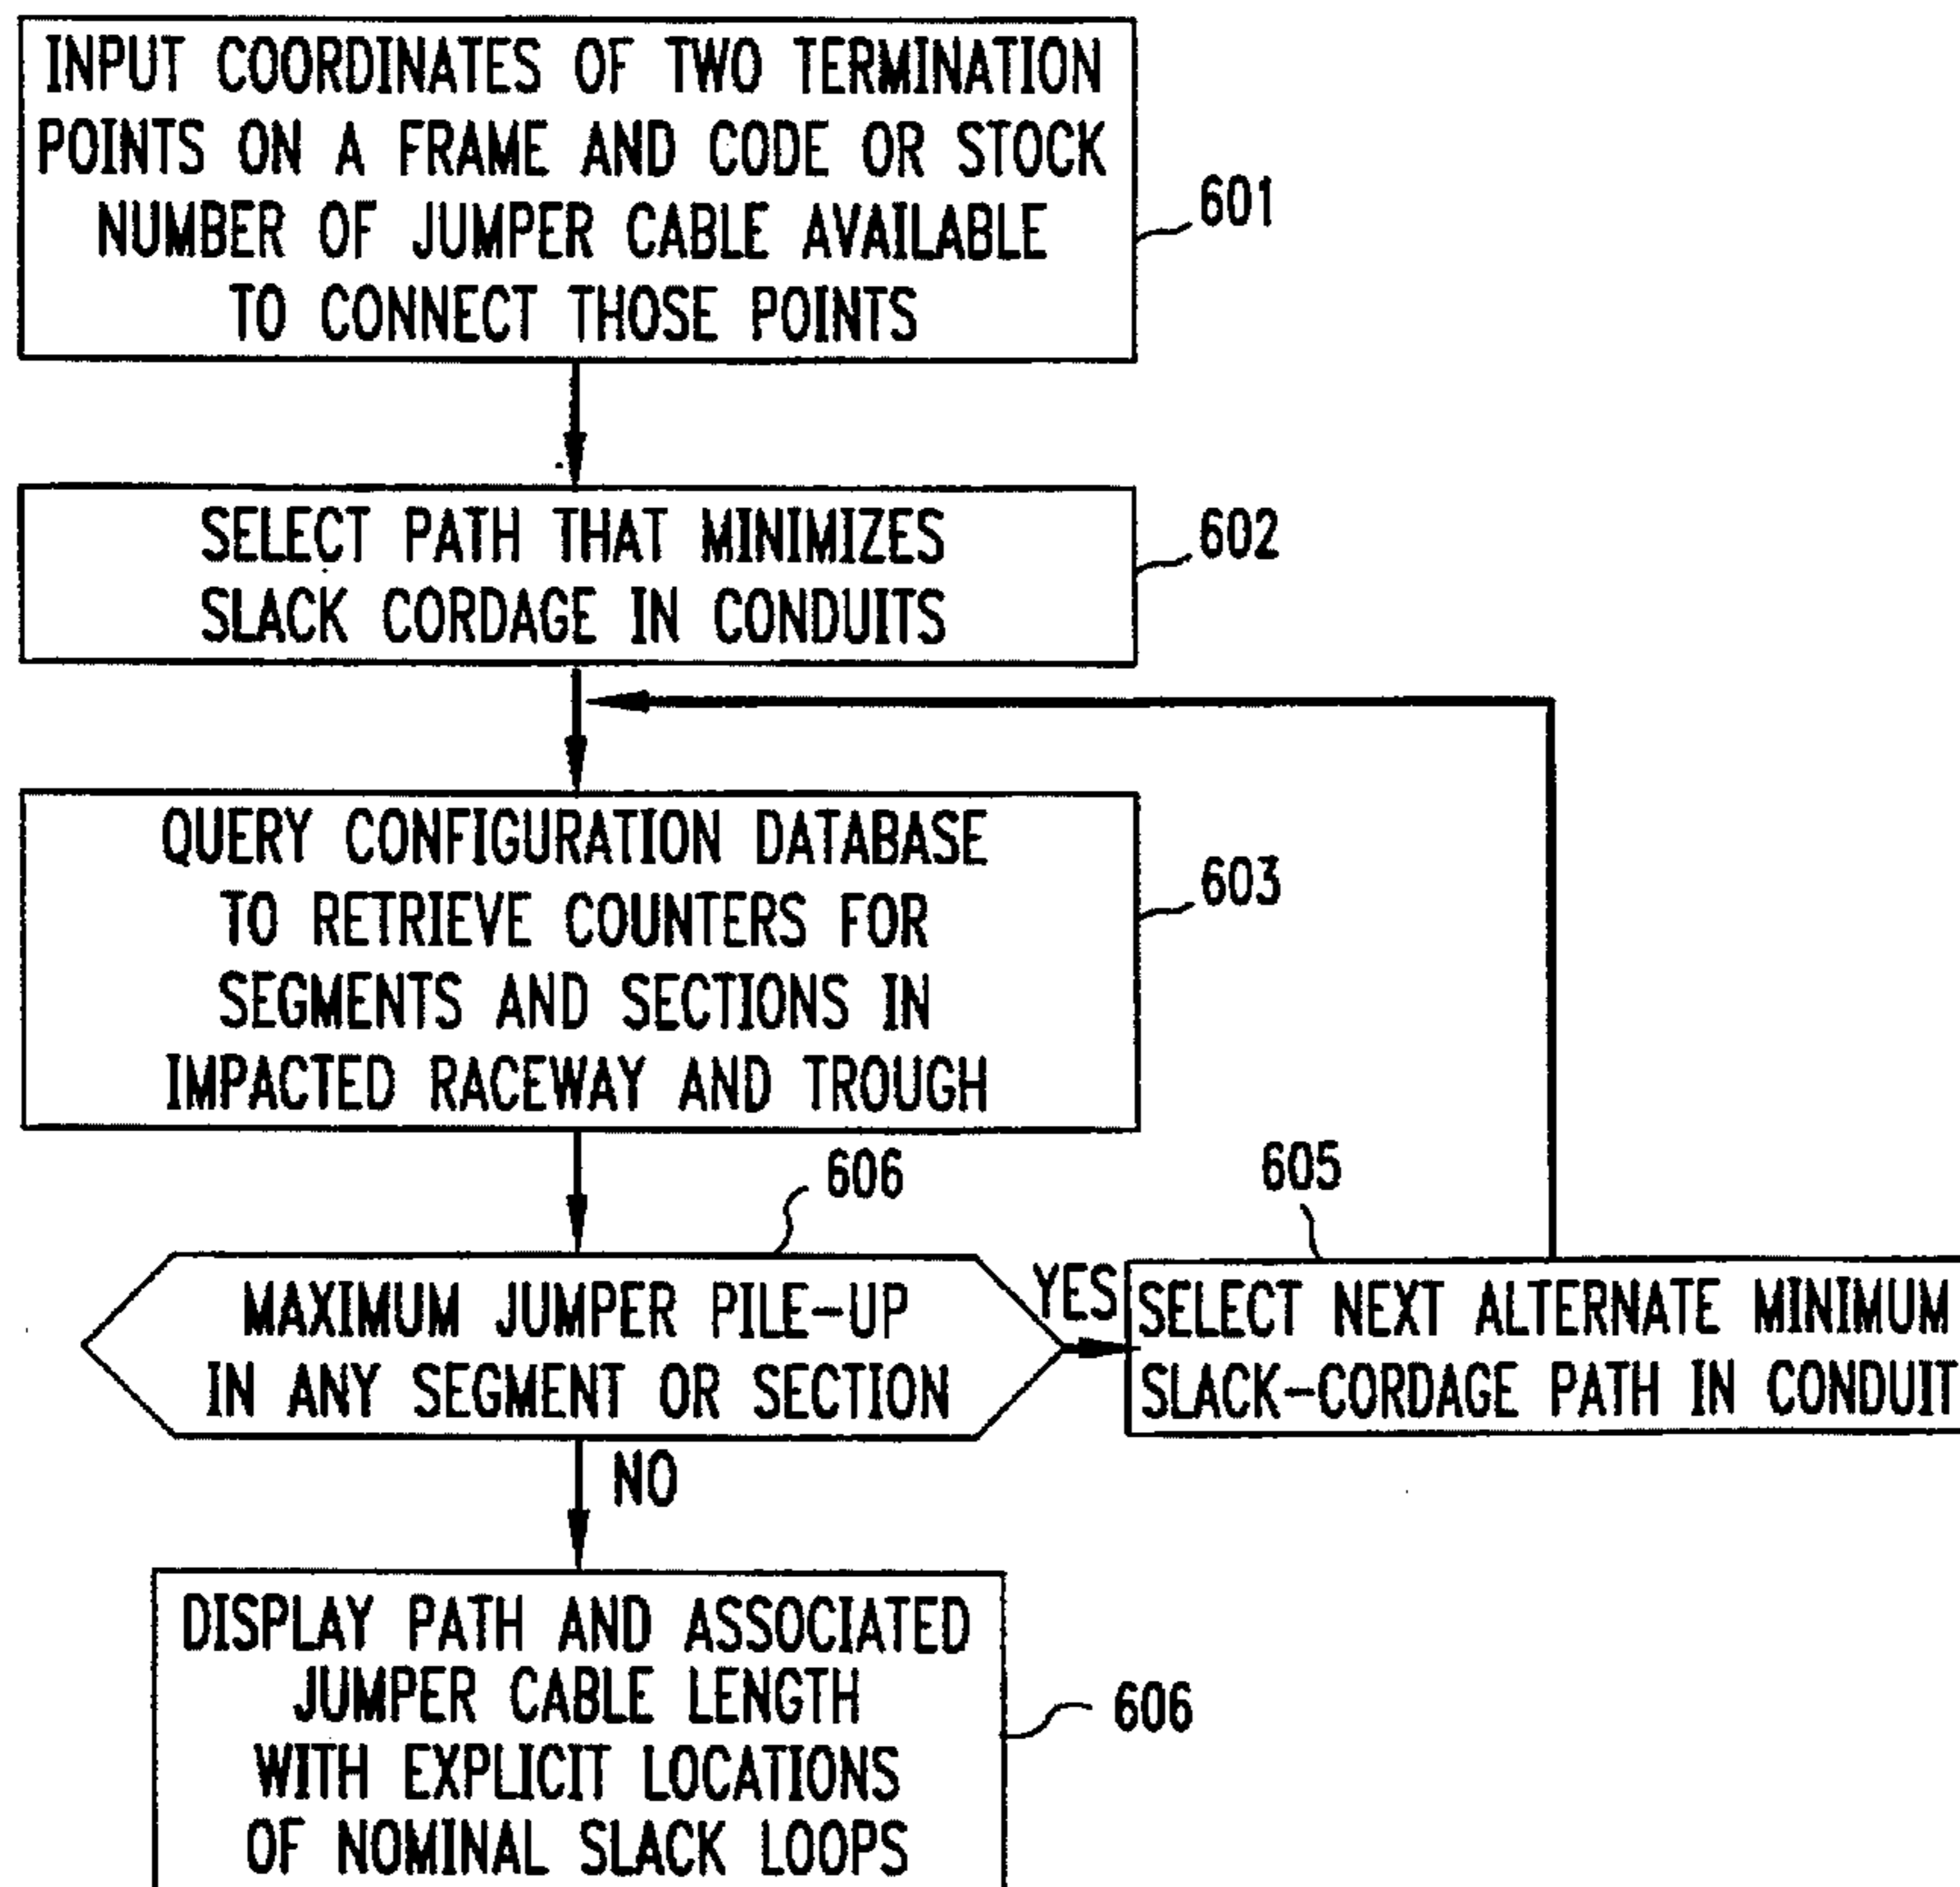 INPUT COORDINATES OF TWO TERMINATION
POINTS ON A FRAME AND CODE OR STOCK
NUMBER OF JUMPER CABLE AVAILABLE
TO CONNECT THOSE POINTS
601
SELECT PATH THAT MINIMIZES
SLACK CORDAGE IN CONDUITS
602
QUERY CONFIGURATION DATABASE
TO RETRIEVE COUNTERS FOR
SEGMENTS AND SECTIONS IN
IMPACTED RACEWAY AND TROUGH
603
606
MAXIMUM JUMPER PILE-UP
IN ANY SEGMENT OR SECTION
YES
605
SELECT NEXT ALTERNATE MINIMUM
SLACK-CORDAGE PATH IN CONDUIT
NO
DISPLAY PATH AND ASSOCIATED
JUMPER CABLE LENGTH
WITH EXPLICIT LOCATIONS
OF NOMINAL SLACK LOOPS
606